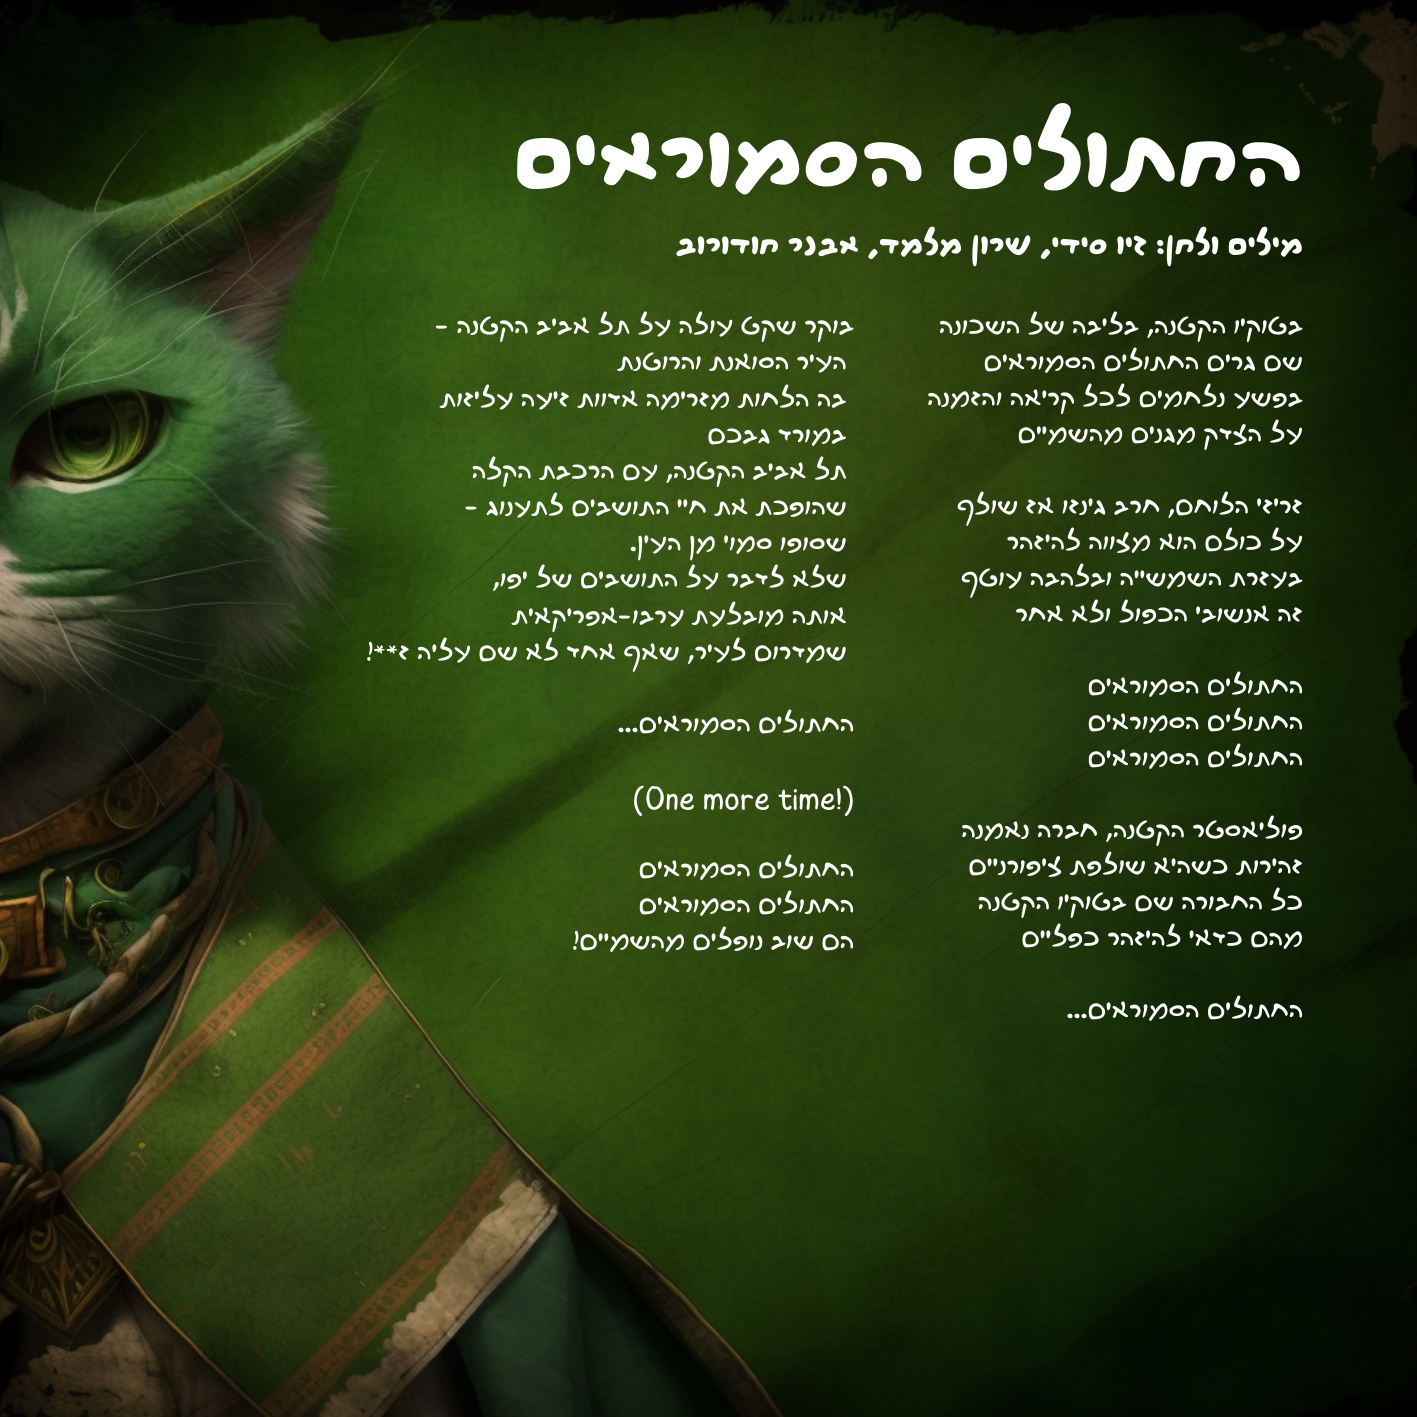 החתולים הסמוראים
מילים ולחן: זיו סידי, שרון מלמד, אבנר חודורוב
בטוקיו הקטנה, בליבה של השכונה
שם גרים החתולים הסמוראים
בפשע נלחמים לכל קריאה והזמנה
על הצדק מגנים מהשמיים
גריזי הלוחם, חרב גינזו אז שולף
על כולם הוא מצווה להיזהר
בעזרת השמשייה ובלהבה עוטף
זה אנשובי הכפול ולא אחר
החתולים הסמוראים
החתולים הסמוראים
החתולים הסמוראים
פוליאסטר הקטנה, חברה נאמנה
זהירות כשהיא שולפת ציפורניים
כל החבורה שם בטוקיו הקטנה
מהם כדאי להיזהר כפליים
החתולים הסמוראים...
בוקר שקט עולה על תל אביב הקטנה -
העיר הסואנת והרוטנת
בה הלחות מזרימה אדוות זיעה עליזות
במורד גבכם
תל אביב הקטנה, עם הרכבת הקלה
שהופכת את חיי התושבים לתענוג -
שסופו סמוי מן העין.
שלא לדבר על התושבים של יפו,
אותה מובלעת ערבו-אפריקאית
שמדרום לעיר, שאף אחד לא שם עליה ז**!
החתולים הסמוראים...
(One more time!)
החתולים הסמוראים
החתולים הסמוראים
הם שוב נופלים מהשמיים!